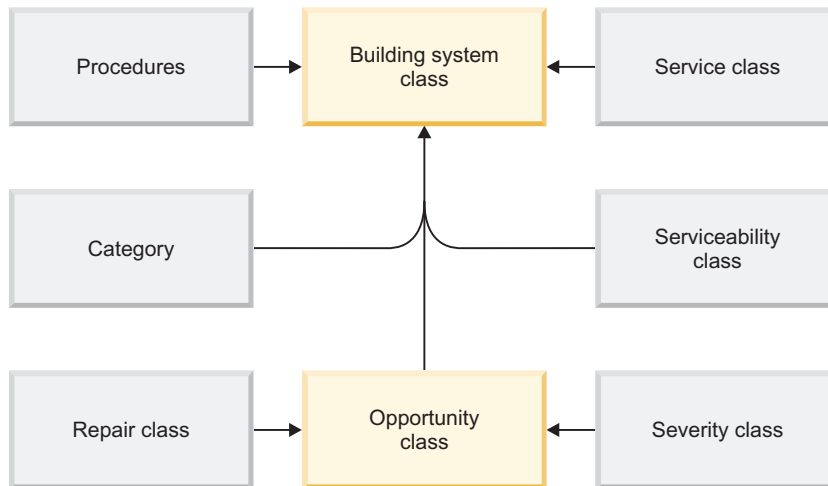 Procedures
Building system
class
Service class
Category
Serviceability
class
Repair class
Opportunity
class
Severity class